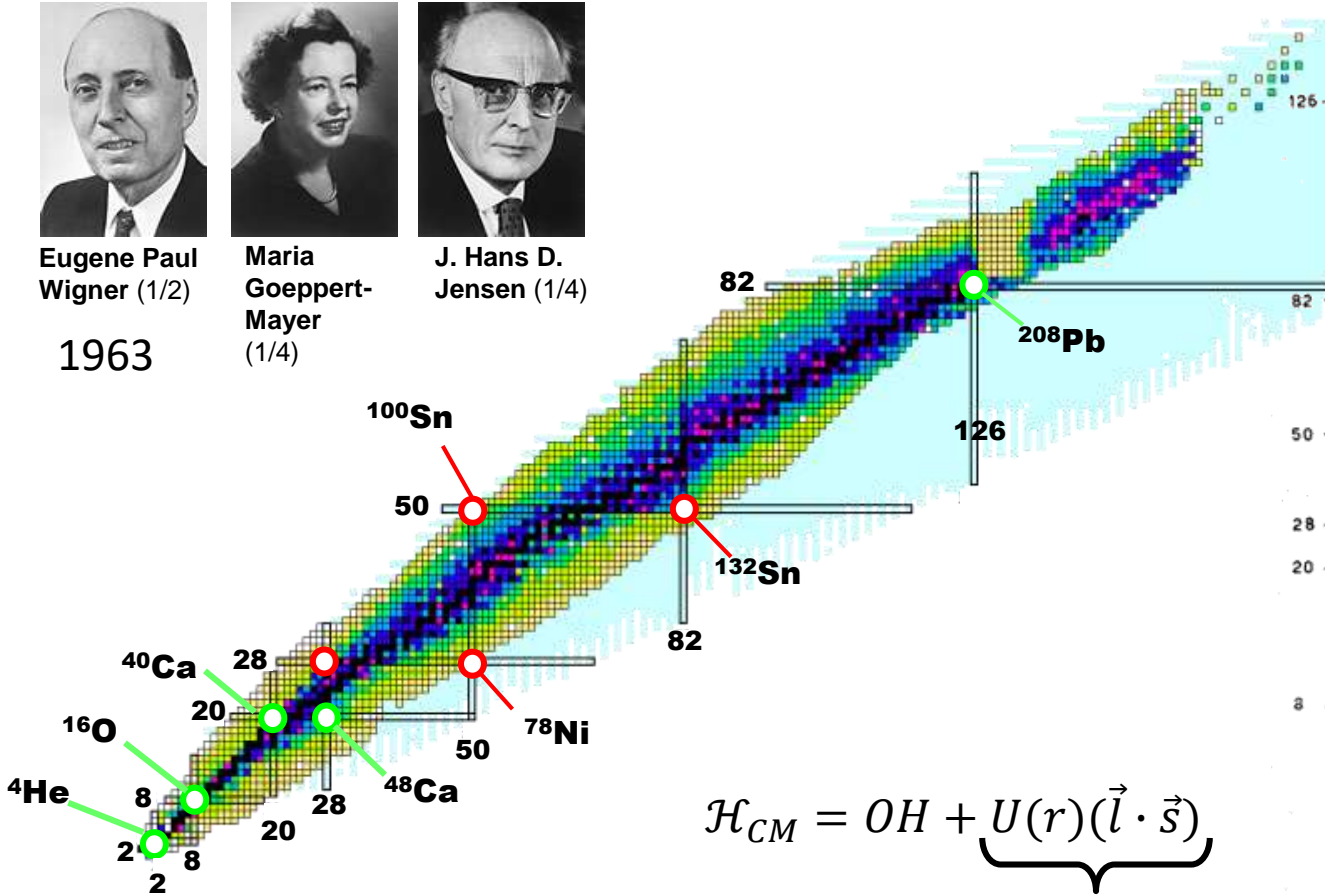 Eugene Paul
Wigner (1/2)
Maria
Goeppert-
Mayer
(1/4)
J. Hans D.
Jensen (1/4)
1963
126
82
82
²⁰⁸Pb
¹⁰⁰Sn
126
50
50
28
¹³²Sn
20
82
⁴⁰Ca
28
20
8
¹⁶O
50
⁷⁸Ni
⁴He
8
28
⁴⁸Ca
20
2
8
2
ℋ_CM = OH + U(r)(l⃗ · s⃗)